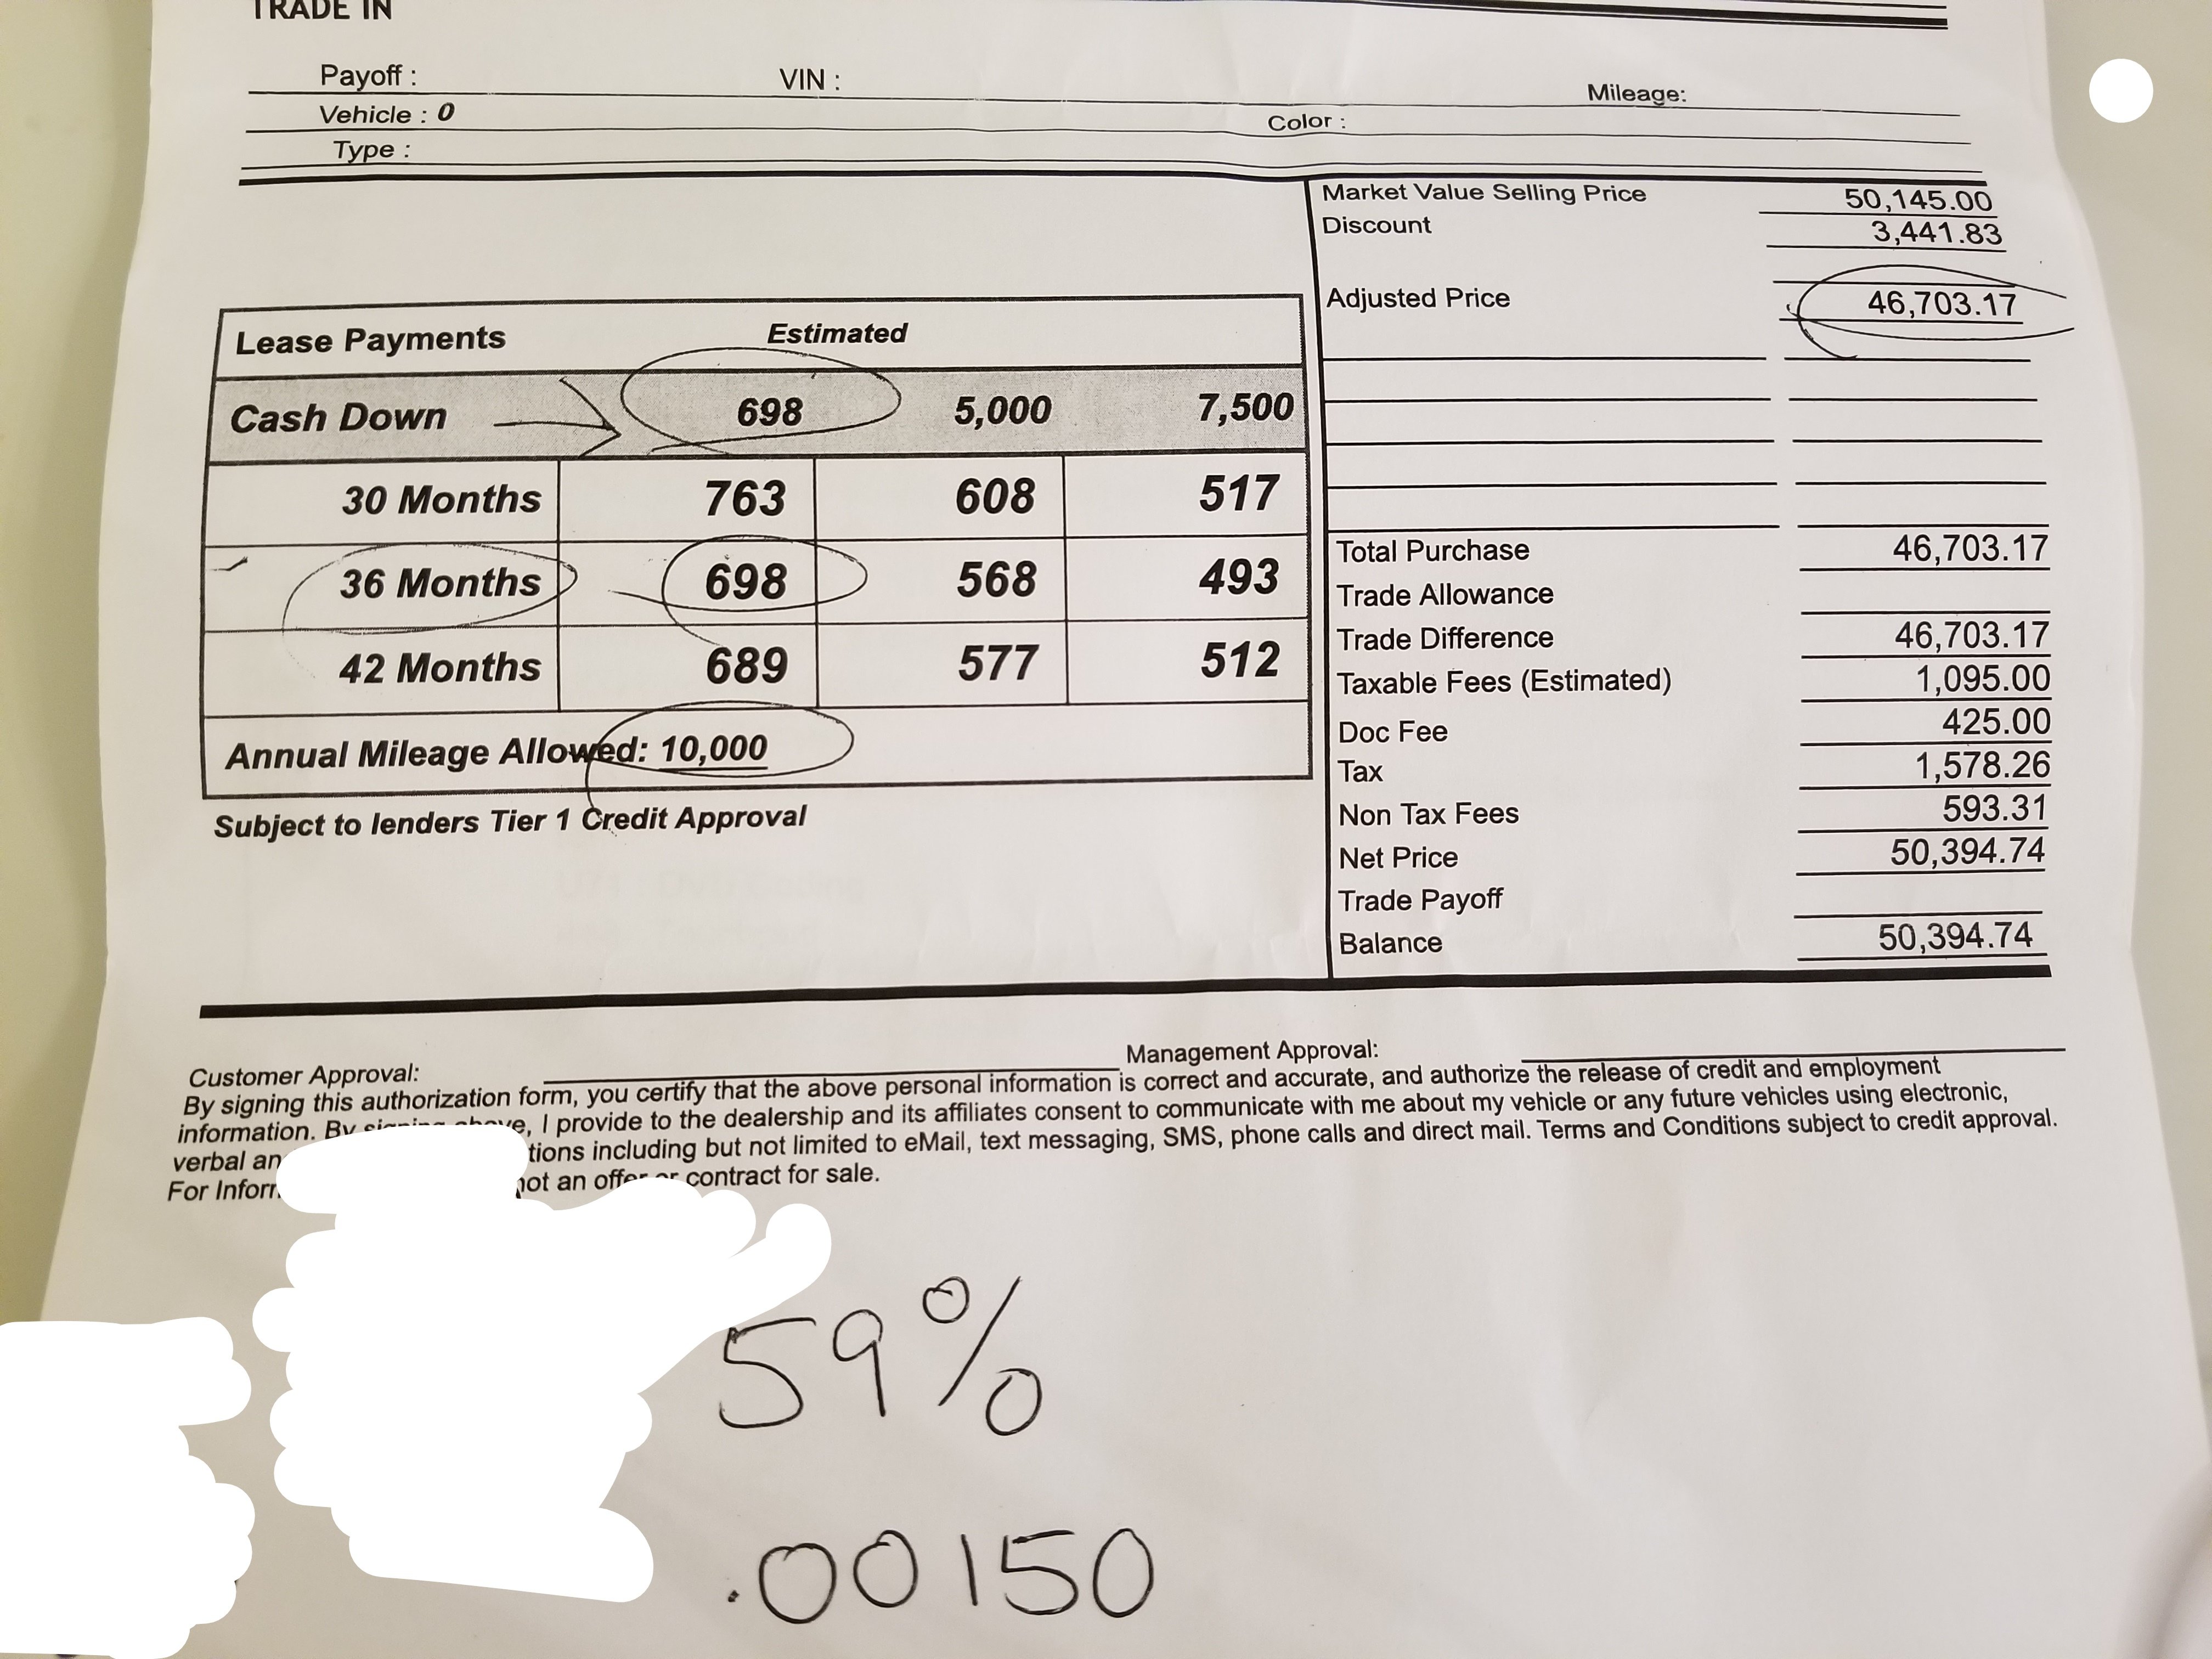 TRADE IN
Payoff :
VIN :
Mileage:
Vehicle : 0
Color :
Type :
Market Value Selling Price 50,145.00
Discount 3,441.83
Adjusted Price 46,703.17
Lease Payments Estimated
Cash Down 698 5,000 7,500
30 Months 763 608 517
36 Months 698 568 493
42 Months 689 577 512
Annual Mileage Allowed: 10,000
Subject to lenders Tier 1 Credit Approval
Total Purchase 46,703.17
Trade Allowance
Trade Difference 46,703.17
Taxable Fees (Estimated) 1,095.00
Doc Fee 425.00
Tax 1,578.26
Non Tax Fees 593.31
Net Price 50,394.74
Trade Payoff
Balance 50,394.74
Customer Approval: Management Approval:
By signing this authorization form, you certify that the above personal information is correct and accurate, and authorize the release of credit and employment
information. By signing above, I provide to the dealership and its affiliates consent to communicate with me about my vehicle or any future vehicles using electronic,
verbal an tions including but not limited to eMail, text messaging, SMS, phone calls and direct mail. Terms and Conditions subject to credit approval.
For Inform not an offer or contract for sale.
59%
.00150